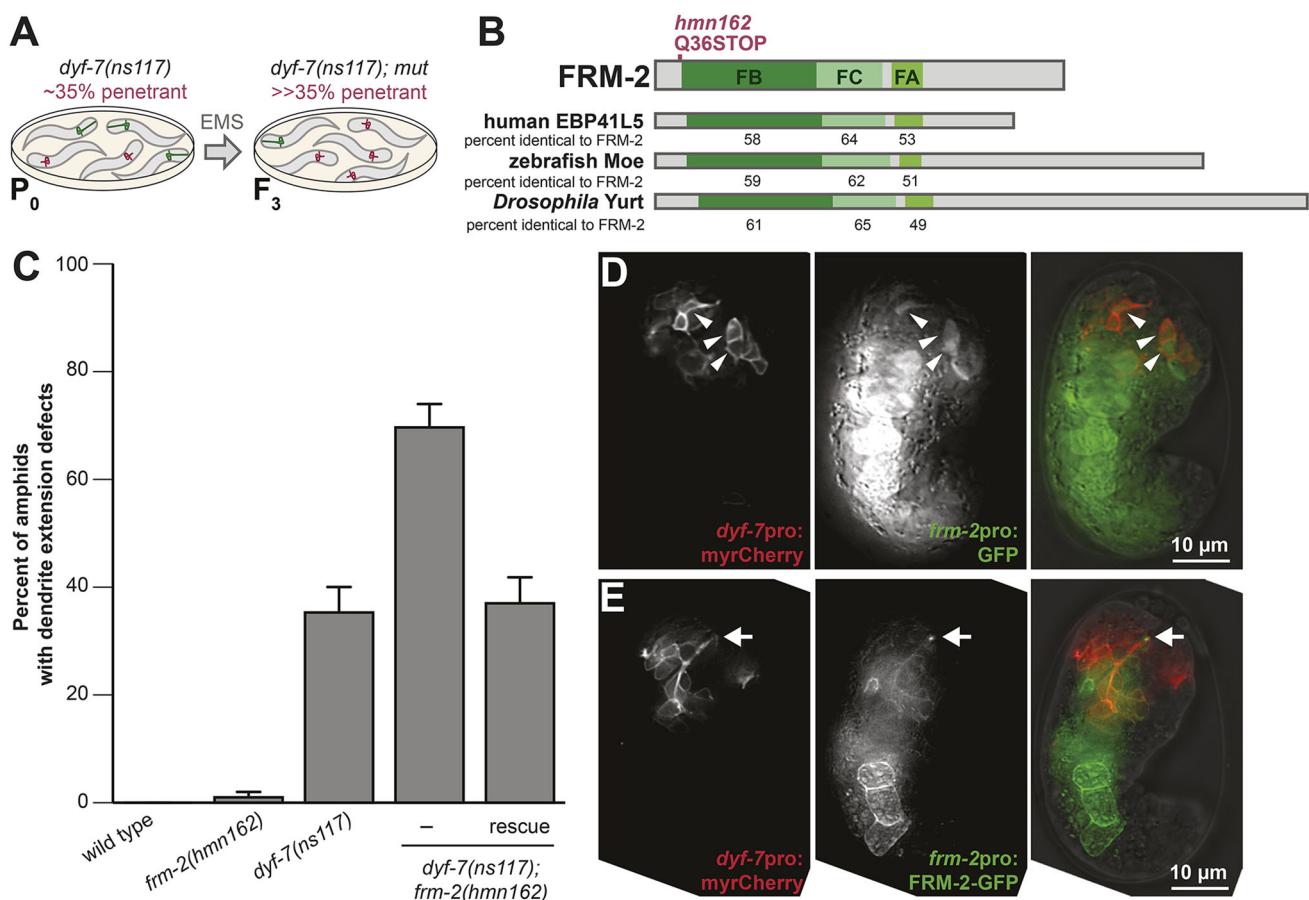 A
dyf-7(ns117)
~35% penetrant
dyf-7(ns117); mut
>>35% penetrant
EMS
P0
F3
B
hmn162
Q36STOP
FRM-2
FB
FC
FA
human EBP41L5
percent identical to FRM-2
58
64
53
zebrafish Moe
percent identical to FRM-2
59
62
51
Drosophila Yurt
percent identical to FRM-2
61
65
49
C
Percent of amphids
with dendrite extension defects
100
80
60
40
20
0
wild type
frm-2(hmn162)
dyf-7(ns117)
–
rescue
dyf-7(ns117);
frm-2(hmn162)
D
dyf-7pro:
myrCherry
frm-2pro:
GFP
10 µm
E
dyf-7pro:
myrCherry
frm-2pro:
FRM-2-GFP
10 µm